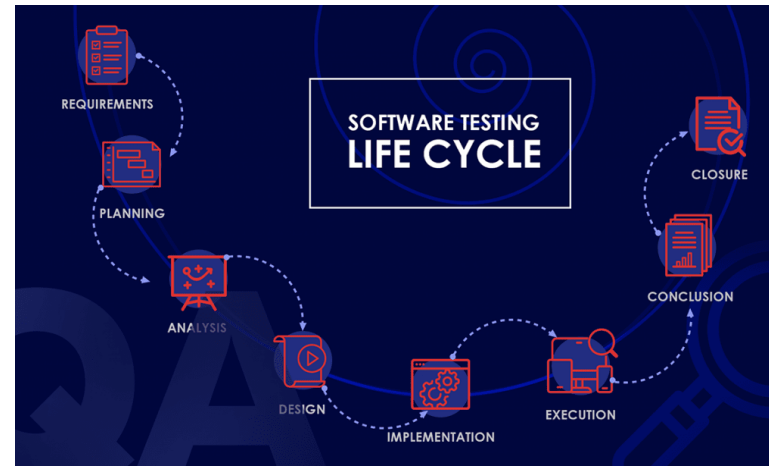 SOFTWARE TESTING
LIFE CYCLE
REQUIREMENTS
PLANNING
ANALYSIS
DESIGN
IMPLEMENTATION
EXECUTION
CONCLUSION
CLOSURE
QA